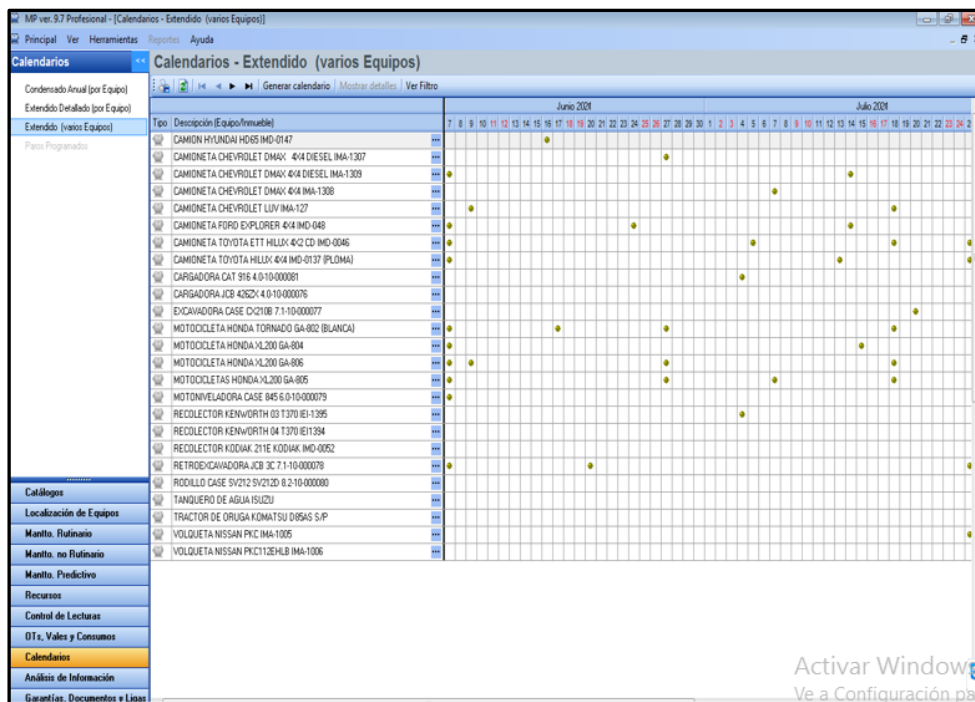 MP ver. 9.7 Profesional - [Calendarios - Extendido (varios Equipos)]
Principal Ver Herramientas Reportes Ayuda
Calendarios <<
Calendarios - Extendido (varios Equipos)
Condensado Anual (por Equipo)
Extendido Detallado (por Equipo)
Extendido (varios Equipos)
Paros Programados
Generar calendario Mostrar detalles Ver Filtro
Junio 2021 Julio 2021
Tipo Descripción (Equipo/Inmueble) 7 8 9 10 11 12 13 14 15 16 17 18 19 20 21 22 23 24 25 26 27 28 29 30 1 2 3 4 5 6 7 8 9 10 11 12 13 14 15 16 17 18 19 20 21 22 23 24 2
CAMION HYUNDAI HD65 IMD-0147
CAMIONETA CHEVROLET DMAX 4X4 DIESEL IMA-1307
CAMIONETA CHEVROLET DMAX 4X4 DIESEL IMA-1309
CAMIONETA CHEVROLET DMAX 4X4 IMA-1308
CAMIONETA CHEVROLET LUV IMA-127
CAMIONETA FORD EXPLORER 4X4 IMD-048
CAMIONETA TOYOTA ETT HILUX 4X2 CD IMD-0046
CAMIONETA TOYOTA HILUX 4X4 IMD-0137 (PLOMA)
CARGADORA CAT 916 4.0-10-000081
CARGADORA JCB 426ZX 4.0-10-000076
EXCAVADORA CASE CX210B 7.1-10-000077
MOTOCICLETA HONDA TORNADO GA-802 (BLANCA)
MOTOCICLETA HONDA XL200 GA-804
MOTOCICLETA HONDA XL200 GA-806
MOTOCICLETAS HONDA XL200 GA-805
MOTONIVELADORA CASE 845 6.0-10-000079
RECOLECTOR KENWORTH 03 T370 IEI-1395
RECOLECTOR KENWORTH 04 T370 IEI1394
RECOLECTOR KODIAK 211E KODIAK IMD-0052
RETROEXCAVADORA JCB 3C 7.1-10-000078
RODILLO CASE SV212 SV212D 8.2-10-000080
TANQUERO DE AGUA ISUZU
TRACTOR DE ORUGA KOMATSU D85AS S/P
VOLQUETA NISSAN PKC IMA-1005
VOLQUETA NISSAN PKC112EHLB IMA-1006
Catálogos
Localización de Equipos
Mantto. Rutinario
Mantto. no Rutinario
Mantto. Predictivo
Recursos
Control de Lecturas
OTs, Vales y Consumos
Calendarios
Análisis de Información
Garantías, Documentos y Ligas
Activar Windows
Ve a Configuración pa